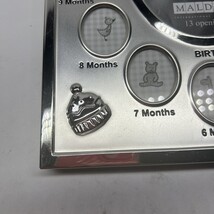 9 Months
MALD
13 open
8 Months
BIRT
7 Months
6 M